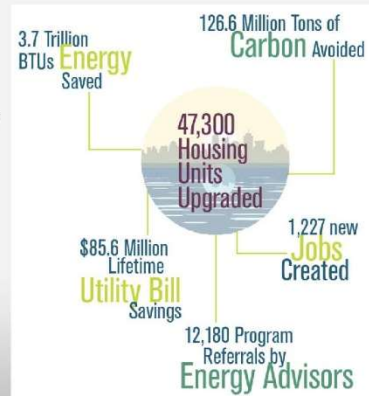 3.7 Trillion
BTUs Energy
Saved
126.6 Million Tons of
Carbon Avoided
47,300
Housing
Units
Upgraded
$85.6 Million
Lifetime
Utility Bill
Savings
1,227 new
Jobs
Created
12,180 Program
Referrals by
Energy Advisors